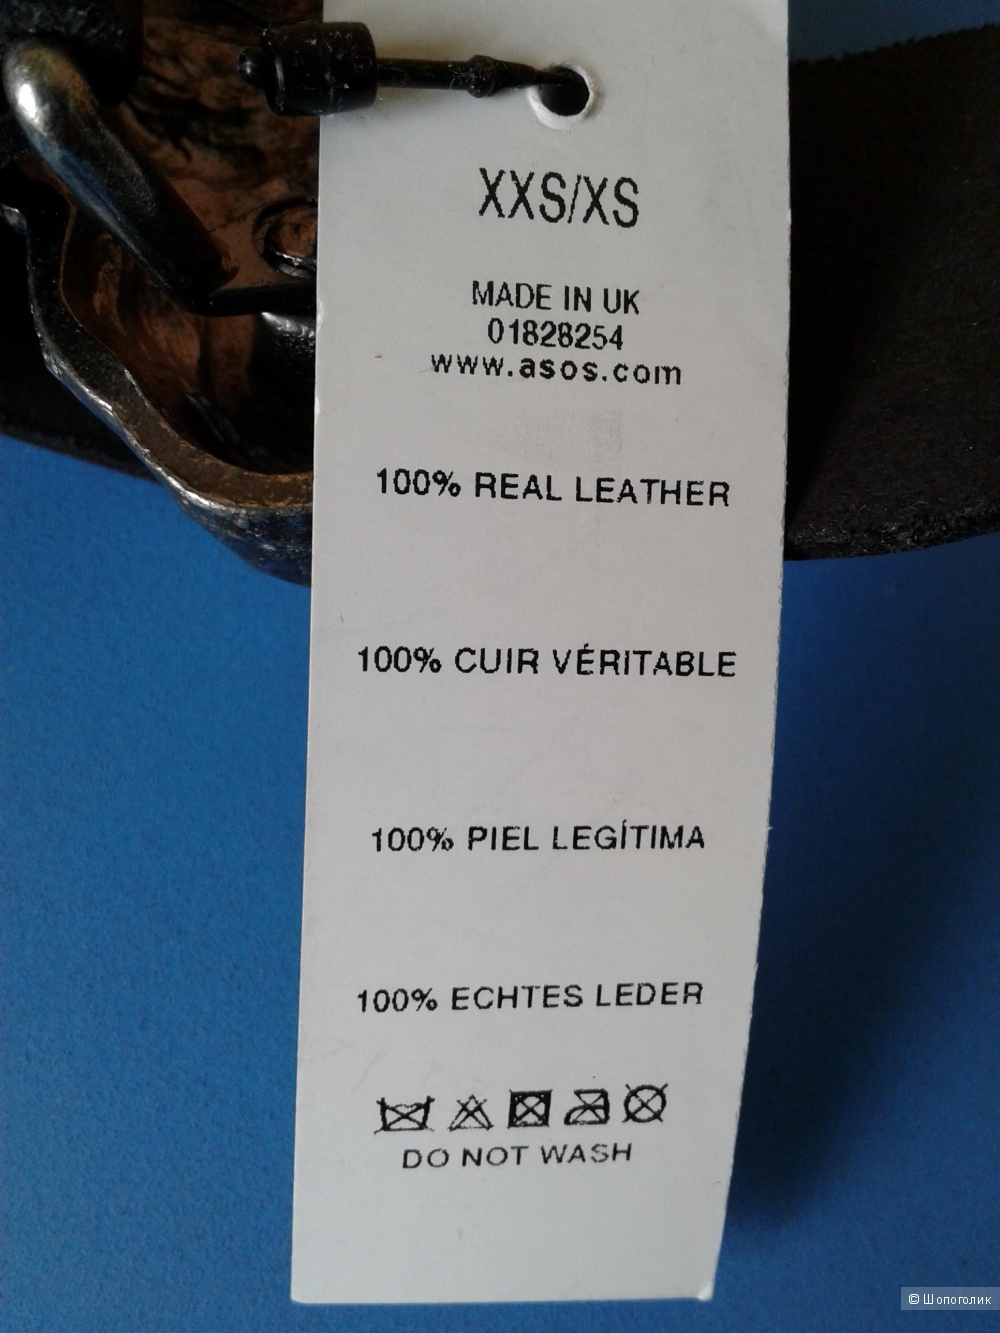 XXS/XS
MADE IN UK
01828254
www.asos.com
100% REAL LEATHER
100% CUIR VÉRITABLE
100% PIEL LEGÍTIMA
100% ECHTES LEDER
DO NOT WASH
© Шопоголик